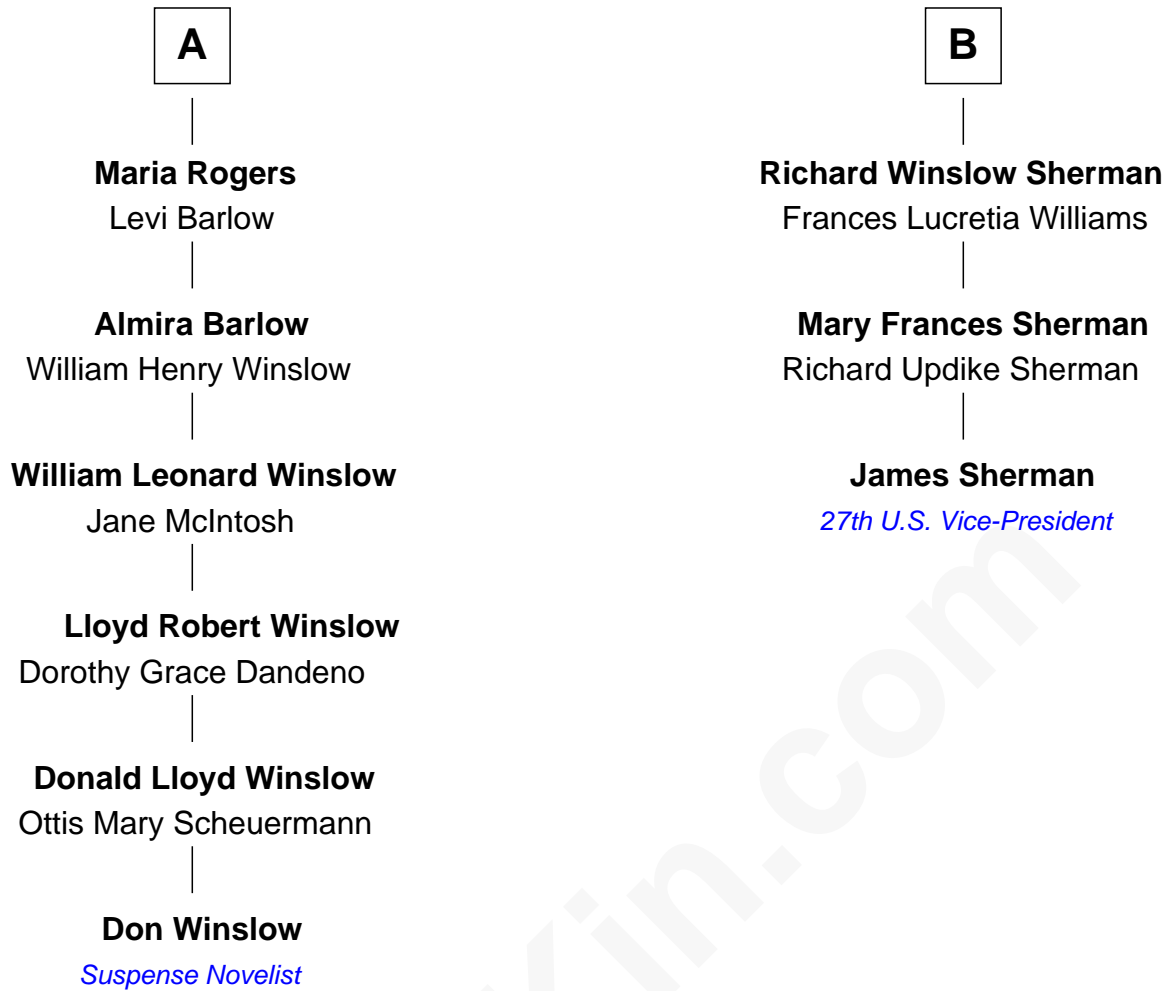 A
Maria Rogers
Levi Barlow
Almira Barlow
William Henry Winslow
William Leonard Winslow
Jane McIntosh
Lloyd Robert Winslow
Dorothy Grace Dandeno
Donald Lloyd Winslow
Ottis Mary Scheuermann
Don Winslow
Suspense Novelist
B
Richard Winslow Sherman
Frances Lucretia Williams
Mary Frances Sherman
Richard Updike Sherman
James Sherman
27th U.S. Vice-President
Kin.com